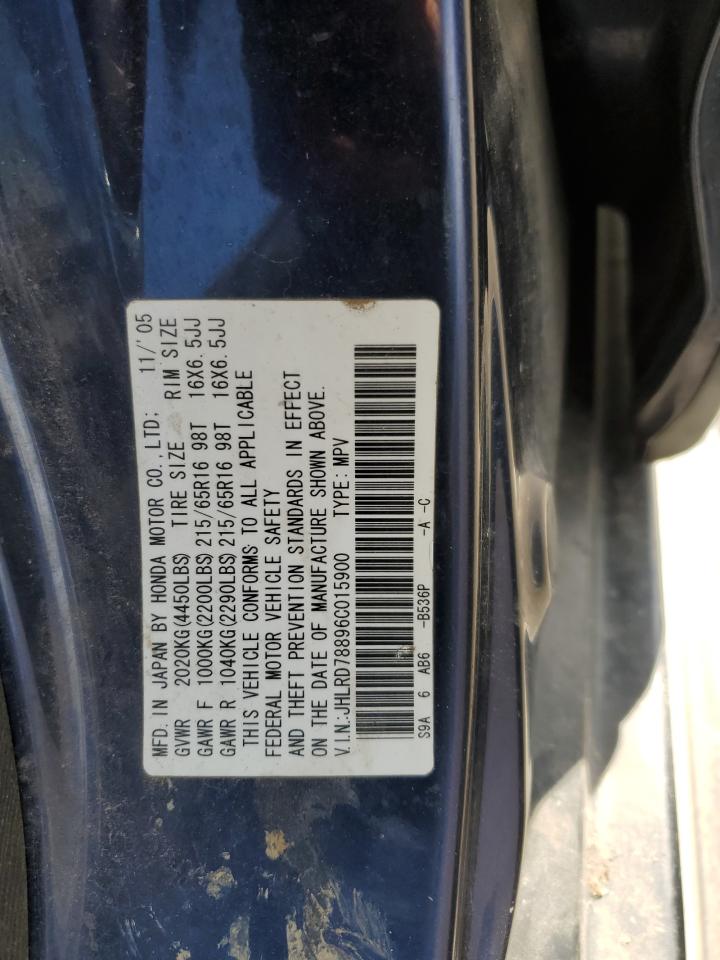 MFD. IN JAPAN BY HONDA MOTOR CO., LTD; 11/'05
GVWR 2020KG(4450LBS) TIRE SIZE RIM SIZE
GAWR F 1000KG(2200LBS) 215/65R16 98T 16X6.5JJ
GAWR R 1040KG(2290LBS) 215/65R16 98T 16X6.5JJ
THIS VEHICLE CONFORMS TO ALL APPLICABLE
FEDERAL MOTOR VEHICLE SAFETY
AND THEFT PREVENTION STANDARDS IN EFFECT
ON THE DATE OF MANUFACTURE SHOWN ABOVE.
V.I.N.:JHLRD78896C015900 TYPE: MPV
S9A 6 AB6 -B536P -A -C